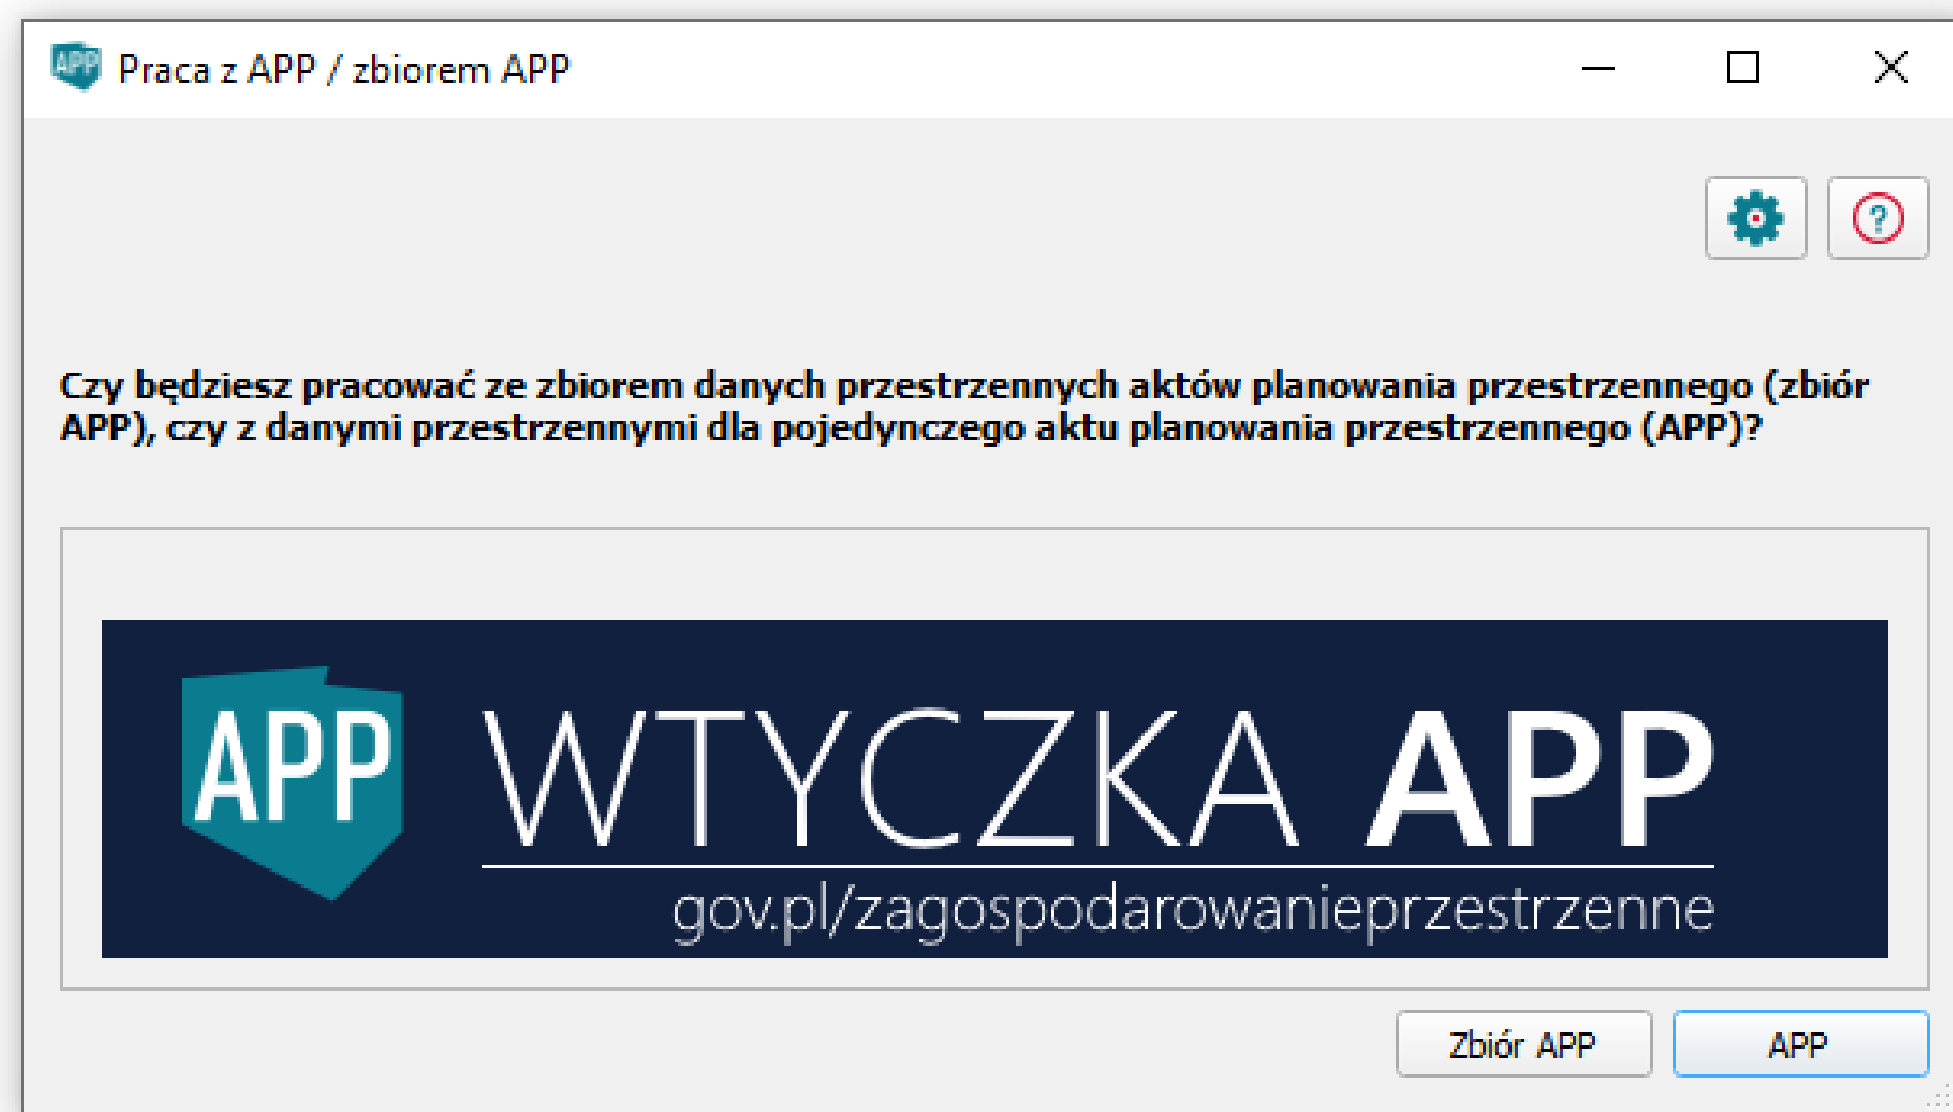 APP Praca z APP / zbiorem APP
?
Czy będziesz pracować ze zbiorem danych przestrzennych aktów planowania przestrzennego (zbiór
APP), czy z danymi przestrzennymi dla pojedynczego aktu planowania przestrzennego (APP)?
APP WTYCZKA APP
gov.pl/zagospodarowanieprzestrzenne
Zbiór APP APP